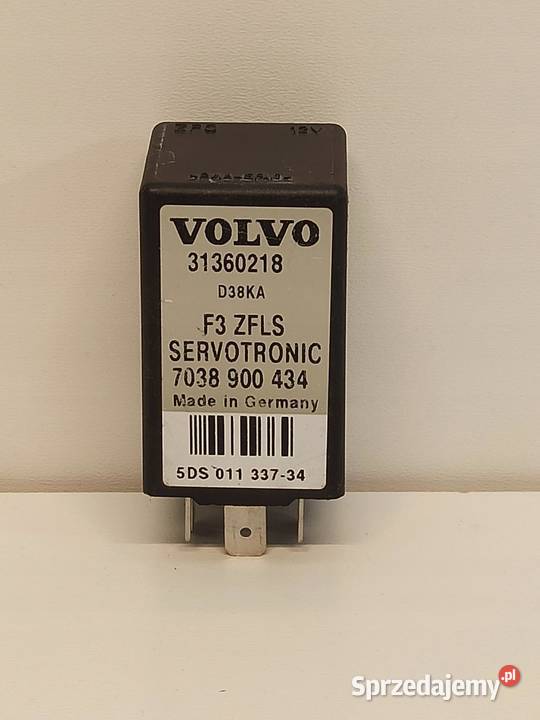 ZPC 12V
VOLVO
31360218
D38KA
F3 ZFLS
SERVOTRONIC
7038 900 434
Made in Germany
5DS 011 337-34
Sprzedajemy.pl